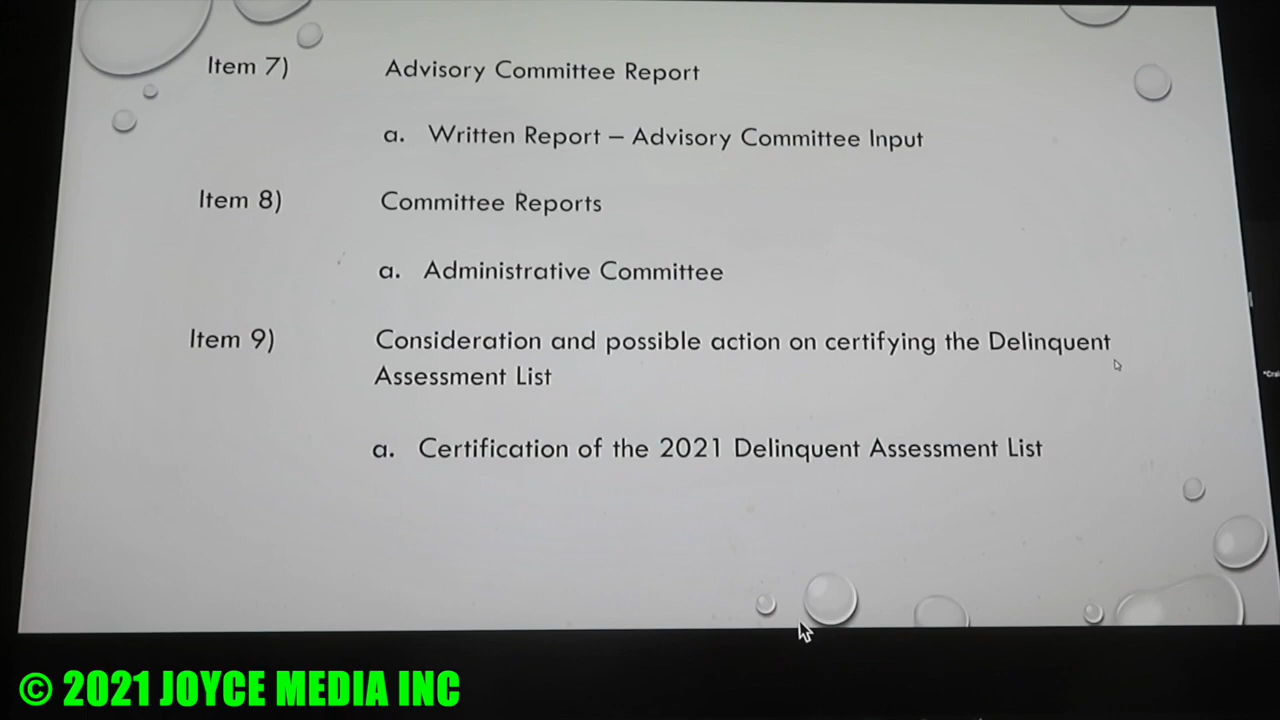 Item 7) Advisory Committee Report
a. Written Report – Advisory Committee Input
Item 8) Committee Reports
a. Administrative Committee
Item 9) Consideration and possible action on certifying the Delinquent
Assessment List
a. Certification of the 2021 Delinquent Assessment List
© 2021 JOYCE MEDIA INC